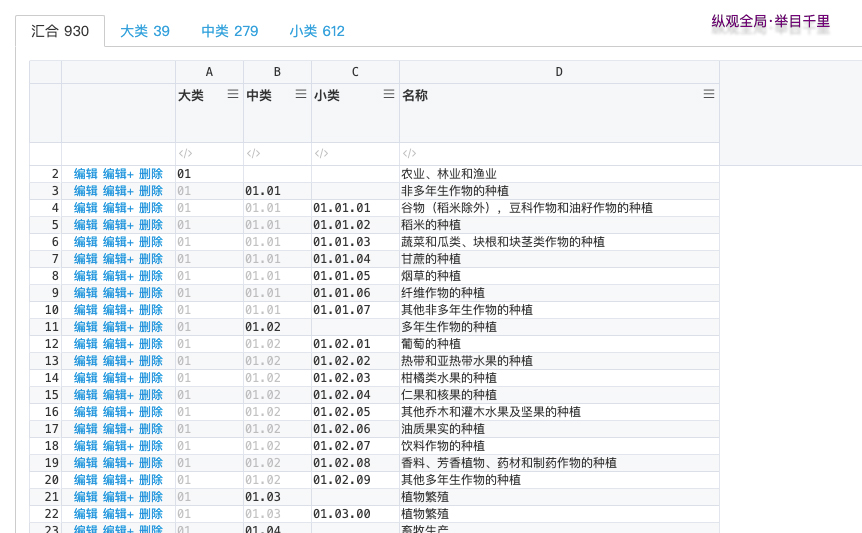 汇合 930 大类 39 中类 279 小类 612 纵观全局·举目千里
A B C D
大类 中类 小类 名称
</> </> </> </>
2 编辑 编辑+ 删除 01 农业、林业和渔业
3 编辑 编辑+ 删除 01 01.01 非多年生作物的种植
4 编辑 编辑+ 删除 01 01.01 01.01.01 谷物（稻米除外），豆科作物和油籽作物的种植
5 编辑 编辑+ 删除 01 01.01 01.01.02 稻米的种植
6 编辑 编辑+ 删除 01 01.01 01.01.03 蔬菜和瓜类、块根和块茎类作物的种植
7 编辑 编辑+ 删除 01 01.01 01.01.04 甘蔗的种植
8 编辑 编辑+ 删除 01 01.01 01.01.05 烟草的种植
9 编辑 编辑+ 删除 01 01.01 01.01.06 纤维作物的种植
10 编辑 编辑+ 删除 01 01.01 01.01.07 其他非多年生作物的种植
11 编辑 编辑+ 删除 01 01.02 多年生作物的种植
12 编辑 编辑+ 删除 01 01.02 01.02.01 葡萄的种植
13 编辑 编辑+ 删除 01 01.02 01.02.02 热带和亚热带水果的种植
14 编辑 编辑+ 删除 01 01.02 01.02.03 柑橘类水果的种植
15 编辑 编辑+ 删除 01 01.02 01.02.04 仁果和核果的种植
16 编辑 编辑+ 删除 01 01.02 01.02.05 其他乔木和灌木水果及坚果的种植
17 编辑 编辑+ 删除 01 01.02 01.02.06 油质果实的种植
18 编辑 编辑+ 删除 01 01.02 01.02.07 饮料作物的种植
19 编辑 编辑+ 删除 01 01.02 01.02.08 香料、芳香植物、药材和制药作物的种植
20 编辑 编辑+ 删除 01 01.02 01.02.09 其他多年生作物的种植
21 编辑 编辑+ 删除 01 01.03 植物繁殖
22 编辑 编辑+ 删除 01 01.03 01.03.00 植物繁殖
23 编辑 编辑+ 删除 01 01.04 畜牧生产